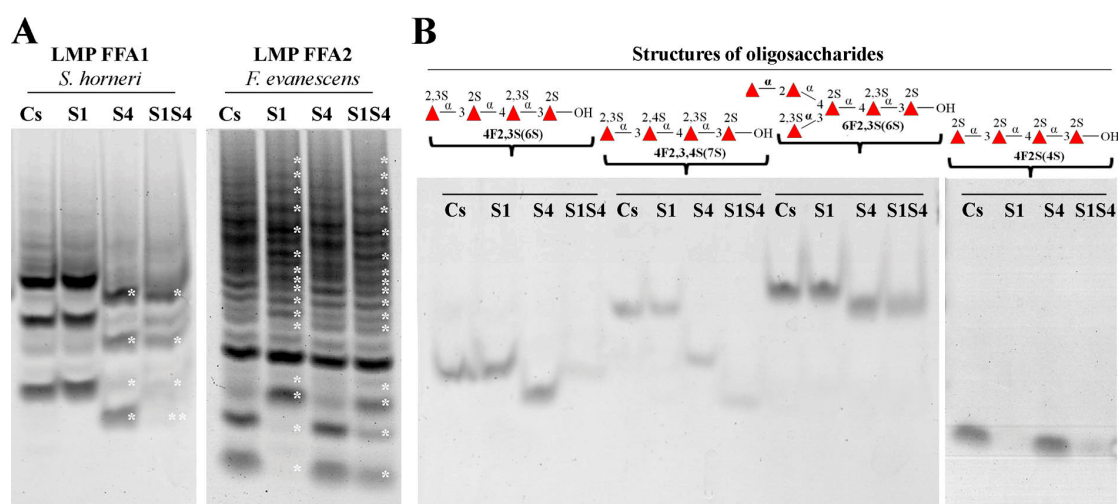 A
LMP FFA1
S. horneri
Cs S1 S4 S1S4
LMP FFA2
F. evanescens
Cs S1 S4 S1S4
B
Structures of oligosaccharides
2,3S α 3 2S α 4 2,3S α 3 2S OH
4F2,3S(6S)
2,3S α 3 2,4S α 4 2,3S α 3 2S OH
4F2,3,4S(7S)
α 2 α 4
2,3S α 3
2S α 4 2,3S α 3 2S OH
6F2,3S(6S)
2S α 3 2S α 4 2S α 3 2S OH
4F2S(4S)
Cs S1 S4 S1S4 Cs S1 S4 S1S4 Cs S1 S4 S1S4 Cs S1 S4 S1S4